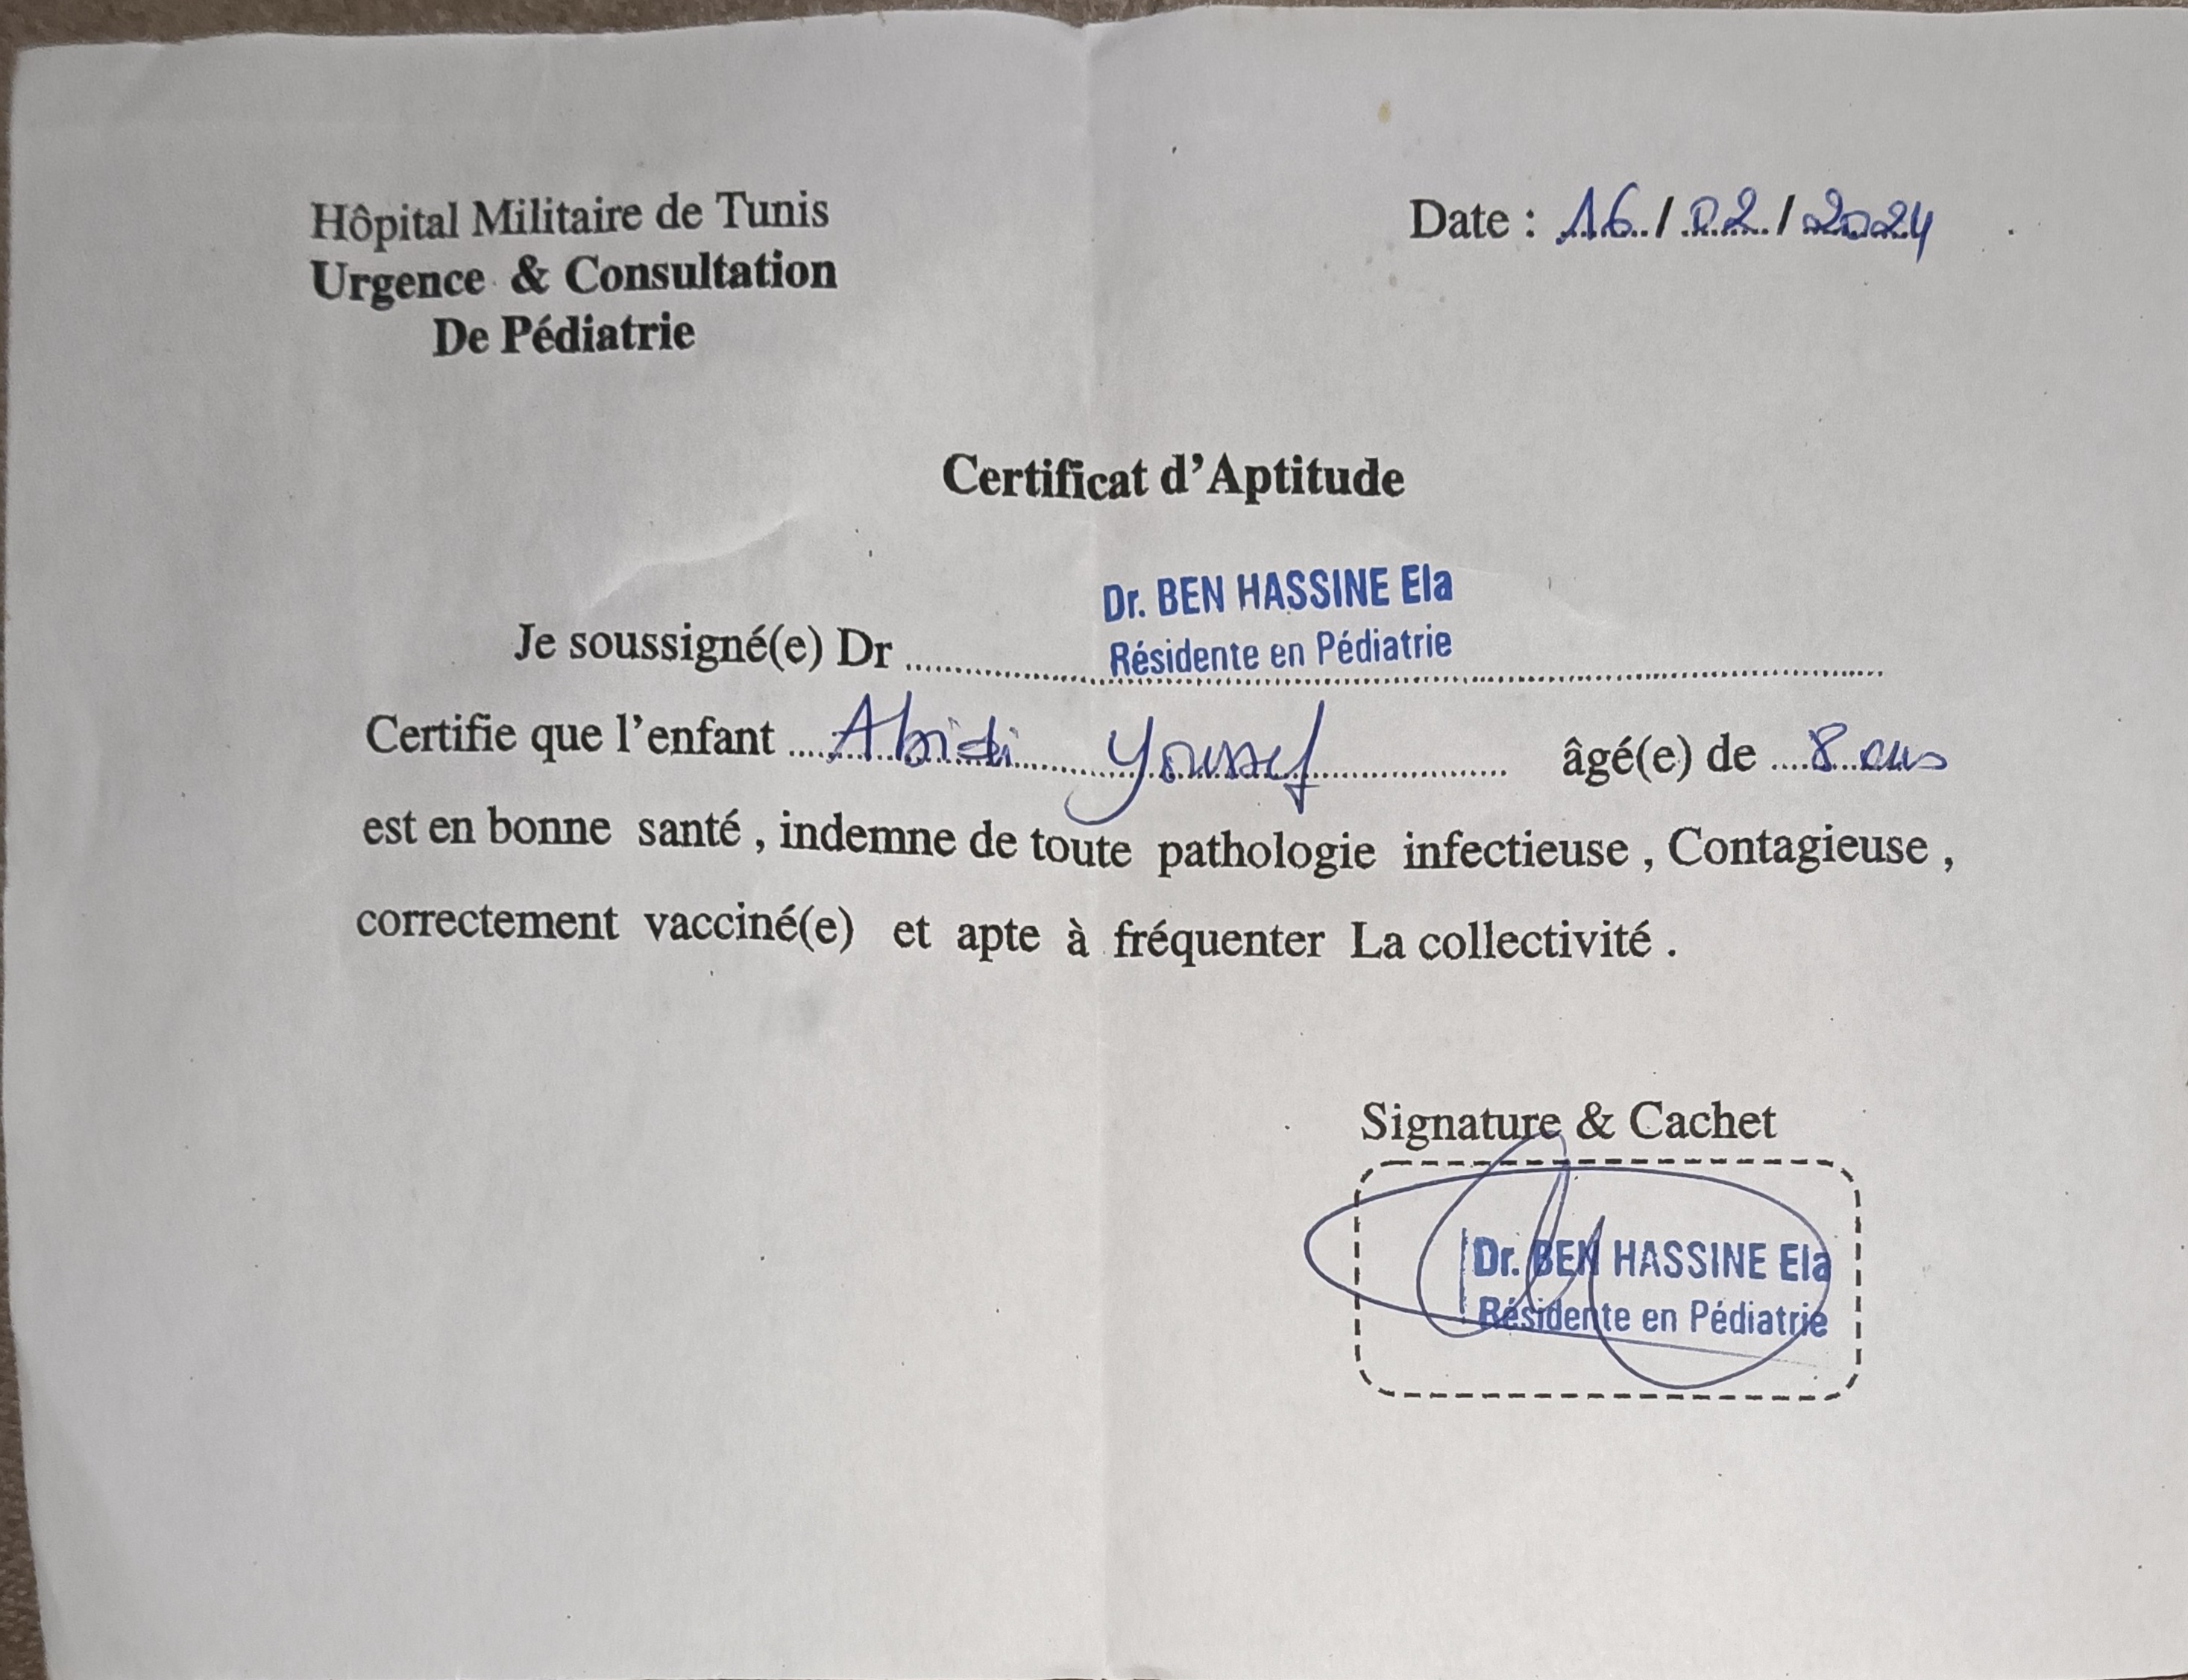 Hôpital Militaire de Tunis
Date : 16 / 02 / 2024
Urgence & Consultation
De Pédiatrie
Certificat d'Aptitude
Dr. BEN HASSINE Ela
Résidente en Pédiatrie
Je soussigné(e) Dr
Certifie que l'enfant Abidi Youssef âgé(e) de 8 ans
est en bonne santé , indemne de toute pathologie infectieuse , Contagieuse ,
correctement vacciné(e) et apte à fréquenter La collectivité .
Signature & Cachet
Dr. BEN HASSINE Ela
Résidente en Pédiatrie